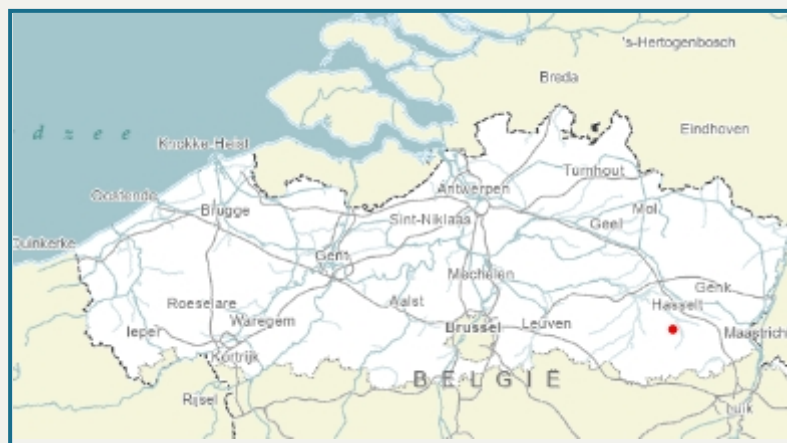 's-Hertogenbosch
Breda
d z e e
Eindhoven
Knokke-Heist
Turnhout
Antwerpen
Oostende
Mol
Brugge
Sint-Niklaas
Geel
Duinkerke
Gent
Mechelen
Genk
Roeselare
Aalst
Hasselt
Waregem
Ieper
Brussel
Leuven
Maastrich
Kortrijk
BELGIË
Rijsel
Luik